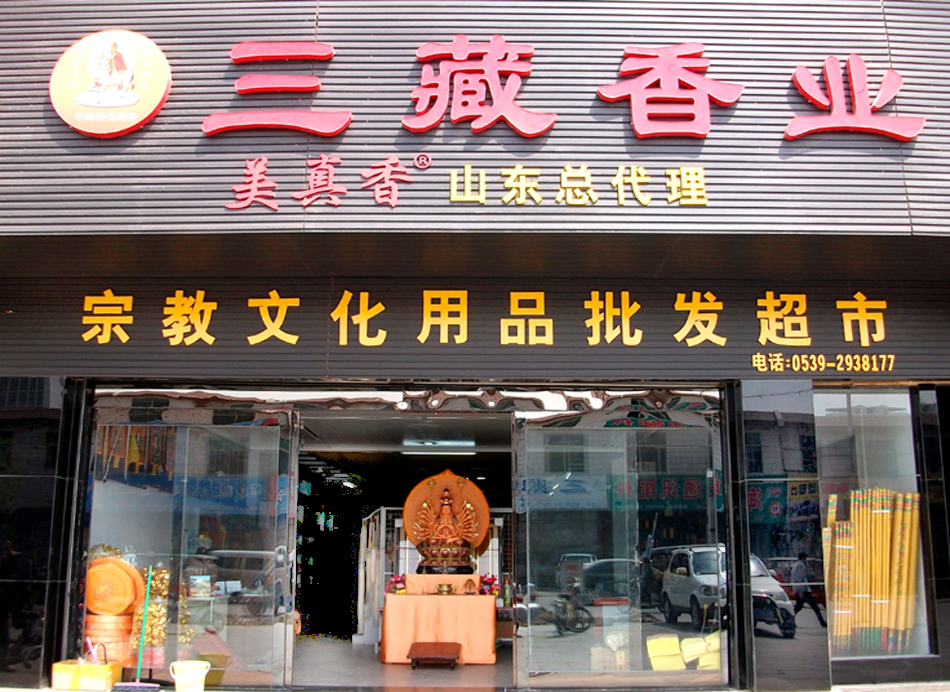 三藏香业
美真香® 山东总代理
宗教文化用品批发超市
电话:0539-2938177